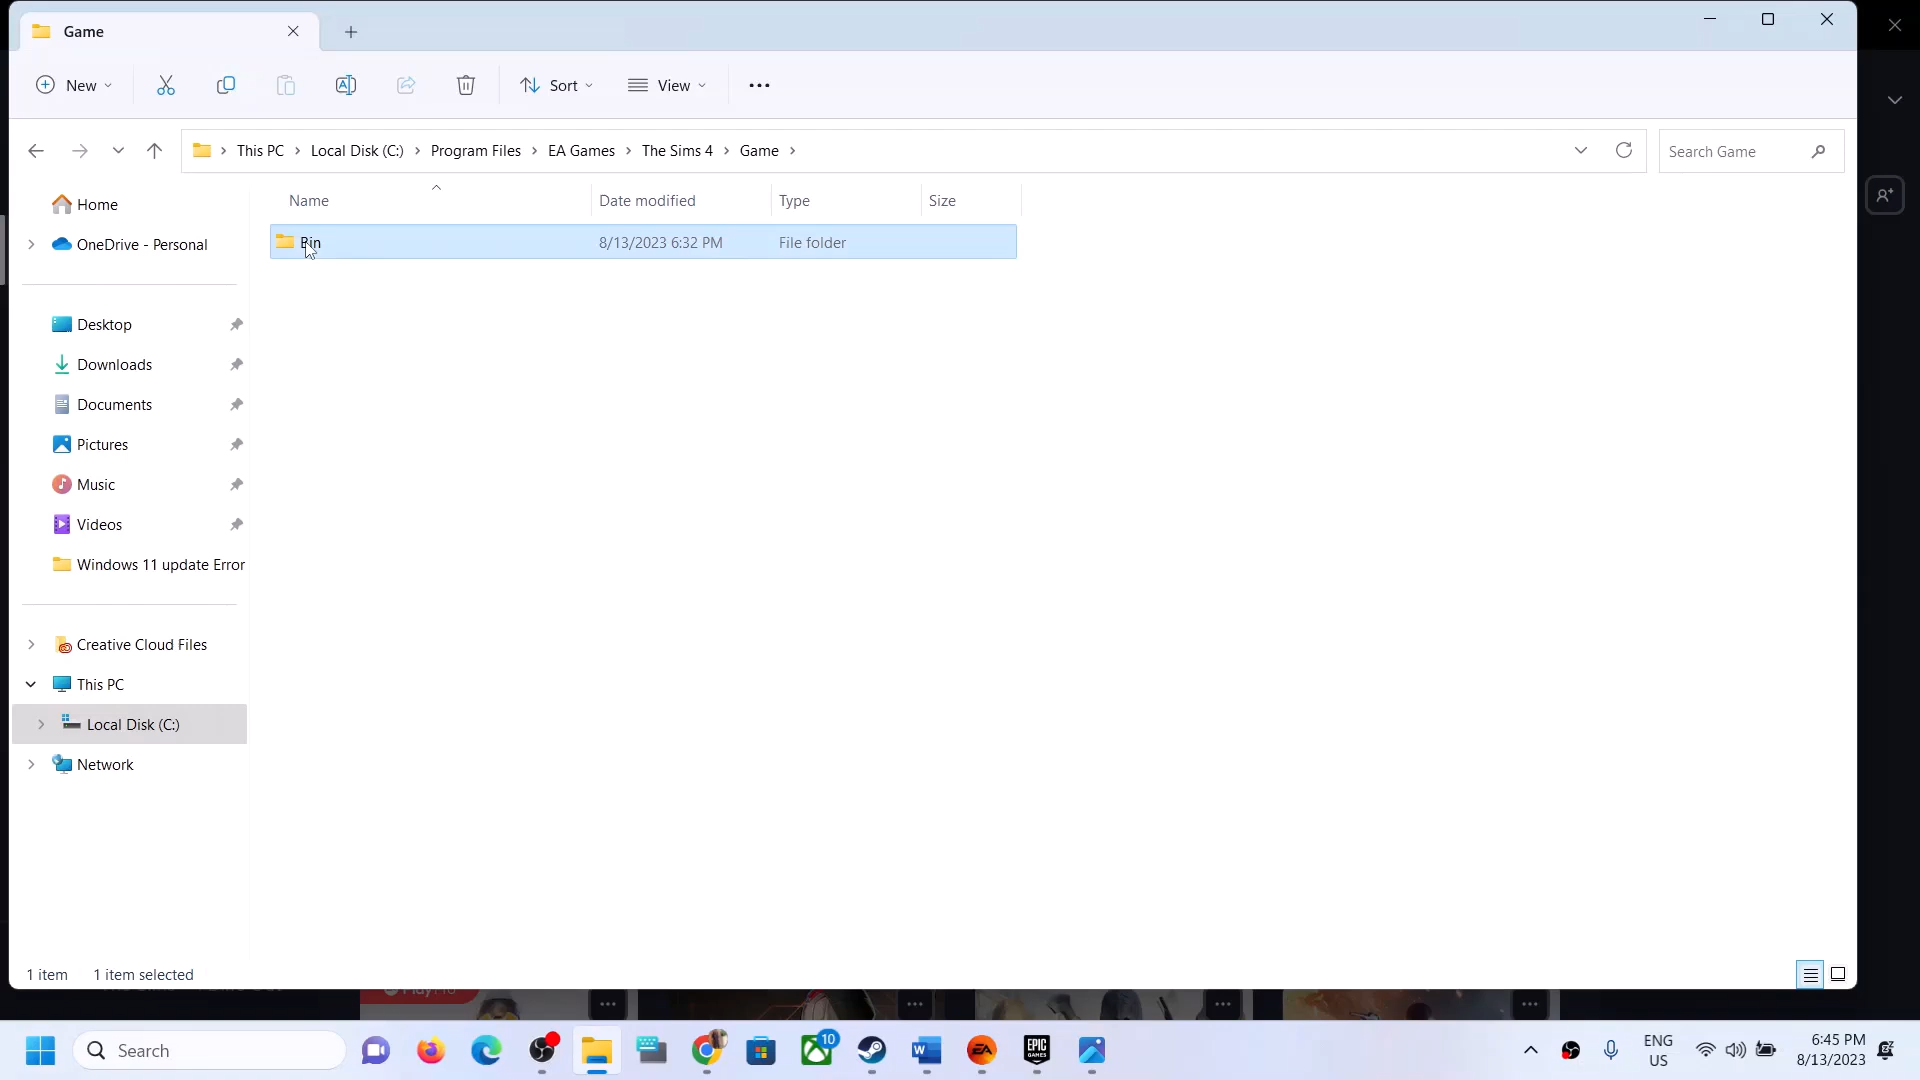 Game
New
Sort
View
This PC
Local Disk (C:)
Program Files
EA Games
The Sims 4
Game
Search Game
Name
Date modified
Type
Size
Bin
8/13/2023 6:32 PM
File folder
Home
OneDrive - Personal
Desktop
Downloads
Documents
Pictures
Music
Videos
Windows 11 update Error
Creative Cloud Files
This PC
Local Disk (C:)
Network
1 item
1 item selected
Search
10
EPIC
GAMES
ENG
US
6:45 PM
8/13/2023